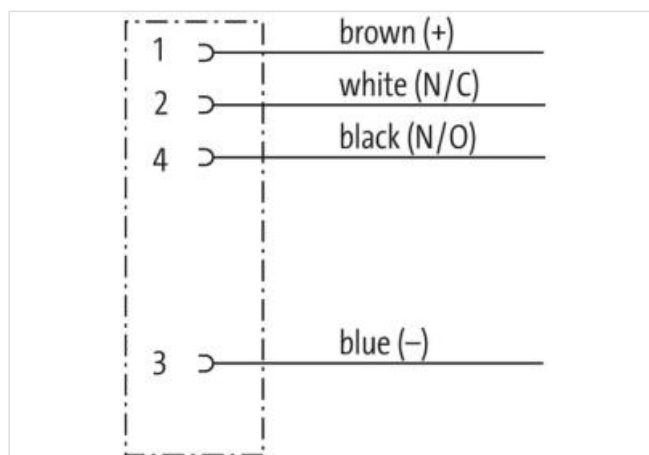 1 brown (+)
2 white (N/C)
4 black (N/O)
3 blue (–)